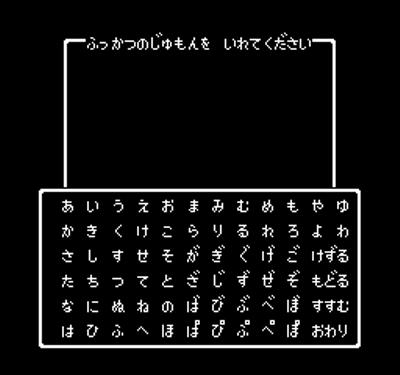 ふっかつのじゅもんを いれてください
あ い う え お ま み む め も や ゆ
か き く け こ ら り る れ ろ よ わ
さ し す せ そ が ぎ ぐ げ ご けずる
た ち つ て と ざ じ ず ぜ ぞ もどる
な に ぬ ね の ば び ぶ べ ぼ すすむ
は ひ ふ へ ほ ぱ ぴ ぷ ぺ ぽ おわり